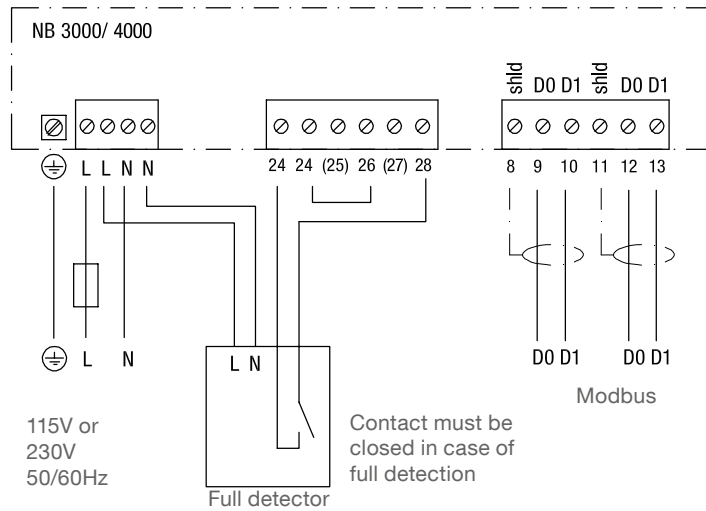 NB 3000/ 4000
shld D0 D1 shld D0 D1
L L N N
24 24 (25) 26 (27) 28
8 9 10 11 12 13
L N
L N
D0 D1 D0 D1
Modbus
115V or
230V
50/60Hz
Contact must be
closed in case of
full detection
Full detector